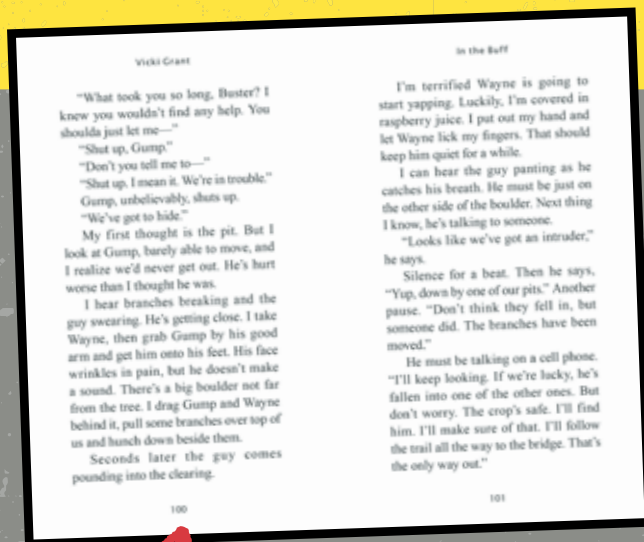 Vicki Grant
"What took you so long, Buster? I
knew you wouldn't find any help. You
shoulda just let me—"
"Shut up, Gump."
"Don't you tell me to—"
"Shut up, I mean it. We're in trouble."
Gump, unbelievably, shuts up.
"We've got to hide."
My first thought is the pit. But I
look at Gump, barely able to move, and
I realize we'd never get out. He's hurt
worse than I thought he was.
I hear branches breaking and the
guy swearing. He's getting close. I take
Wayne, then grab Gump by his good
arm and get him onto his feet. His face
wrinkles in pain, but he doesn't make
a sound. There's a big boulder not far
from the tree. I drag Gump and Wayne
behind it, pull some branches over top of
us and hunch down beside them.
Seconds later the guy comes
pounding into the clearing.
100
In the Buff
I'm terrified Wayne is going to
start yapping. Luckily, I'm covered in
raspberry juice. I put out my hand and
let Wayne lick my fingers. That should
keep him quiet for a while.
I can hear the guy panting as he
catches his breath. He must be just on
the other side of the boulder. Next thing
I know, he's talking to someone.
"Looks like we've got an intruder,"
he says.
Silence for a beat. Then he says,
"Yup, down by one of our pits." Another
pause. "Don't think they fell in, but
someone did. The branches have been
moved."
He must be talking on a cell phone.
"I'll keep looking. If we're lucky, he's
fallen into one of the other ones. But
don't worry. The crop's safe. I'll find
him. I'll make sure of that. I'll follow
the trail all the way to the bridge. That's
the only way out."
101